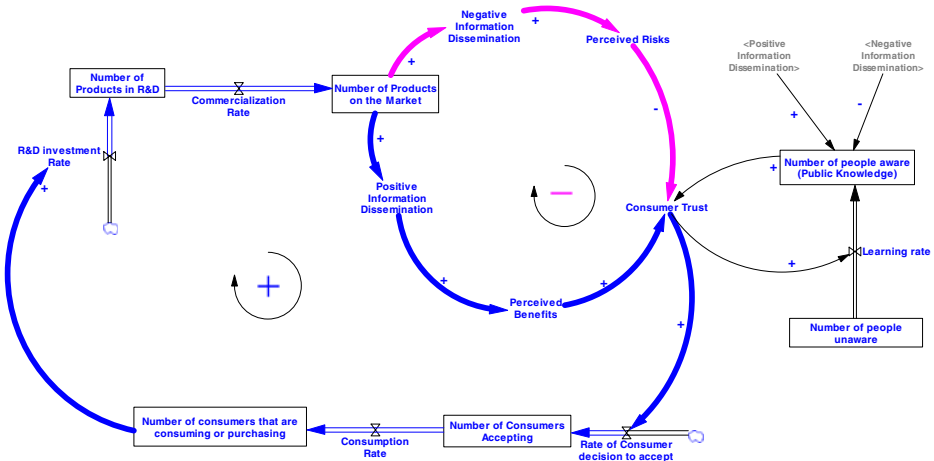 Negative
Information
Dissemination
+
Perceived Risks
+
<Positive
Information
Dissemination>
<Negative
Information
Dissemination>
Number of
Products in R&D
Commercialization
Rate
Number of Products
on the Market
-
+
-
+
R&D investment
Rate
+
Number of people aware
(Public Knowledge)
+
Positive
Information
Dissemination
−
Consumer Trust
Learning rate
+
+
+
+
Perceived
Benefits
+
Number of people
unaware
Number of consumers that are
consuming or purchasing
Consumption
Rate
Number of Consumers
Accepting
Rate of Consumer
decision to accept